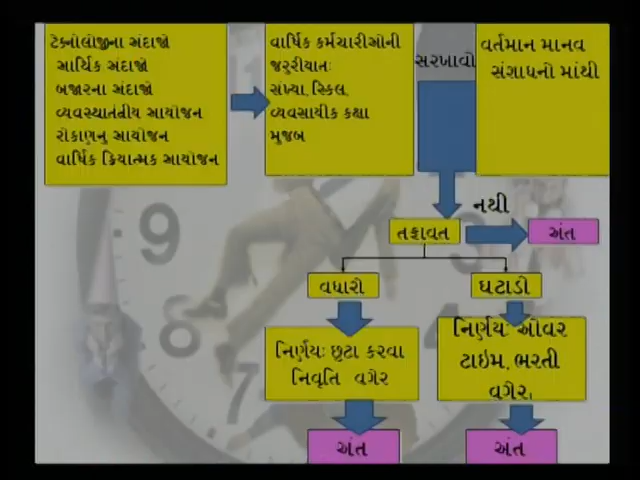 ટેકનોલોજીના અંદાજો
આર્થિક અંદાજો
બજારના અંદાજો
વ્યવસ્થાતંત્રીય આયોજન
રોકાણનુ આયોજન
વાર્ષિક ક્રિયાત્મક આયોજન
વાર્ષિક કર્મચારીઓની
જરુરીયાતઃ
સંખ્યા, સ્કિલ,
વ્યવસાયીક કક્ષા
મુજબ
સરખાવો
વર્તમાન માનવ
સંશાધનો માંથી
નથી
તફાવત
અંત
વધારો
ઘટાડો
નિર્ણયઃ છુટા કરવા
નિવૃતિ વગેર
નિર્ણયઃ ઓવર
ટાઇમ, ભરતી
વગેર,
અંત
અંત